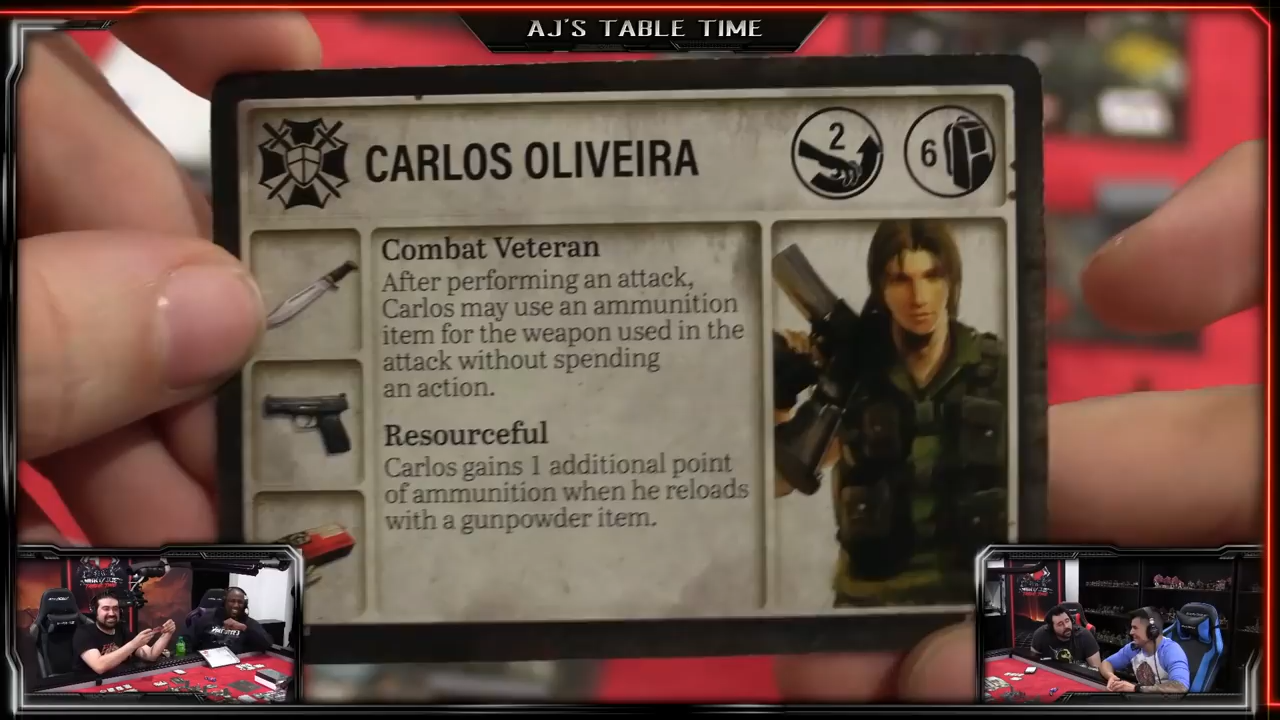 AJ'S TABLE TIME
CARLOS OLIVEIRA
2
6
Combat Veteran
After performing an attack,
Carlos may use an ammunition
item for the weapon used in the
attack without spending
an action.
Resourceful
Carlos gains 1 additional point
of ammunition when he reloads
with a gunpowder item.